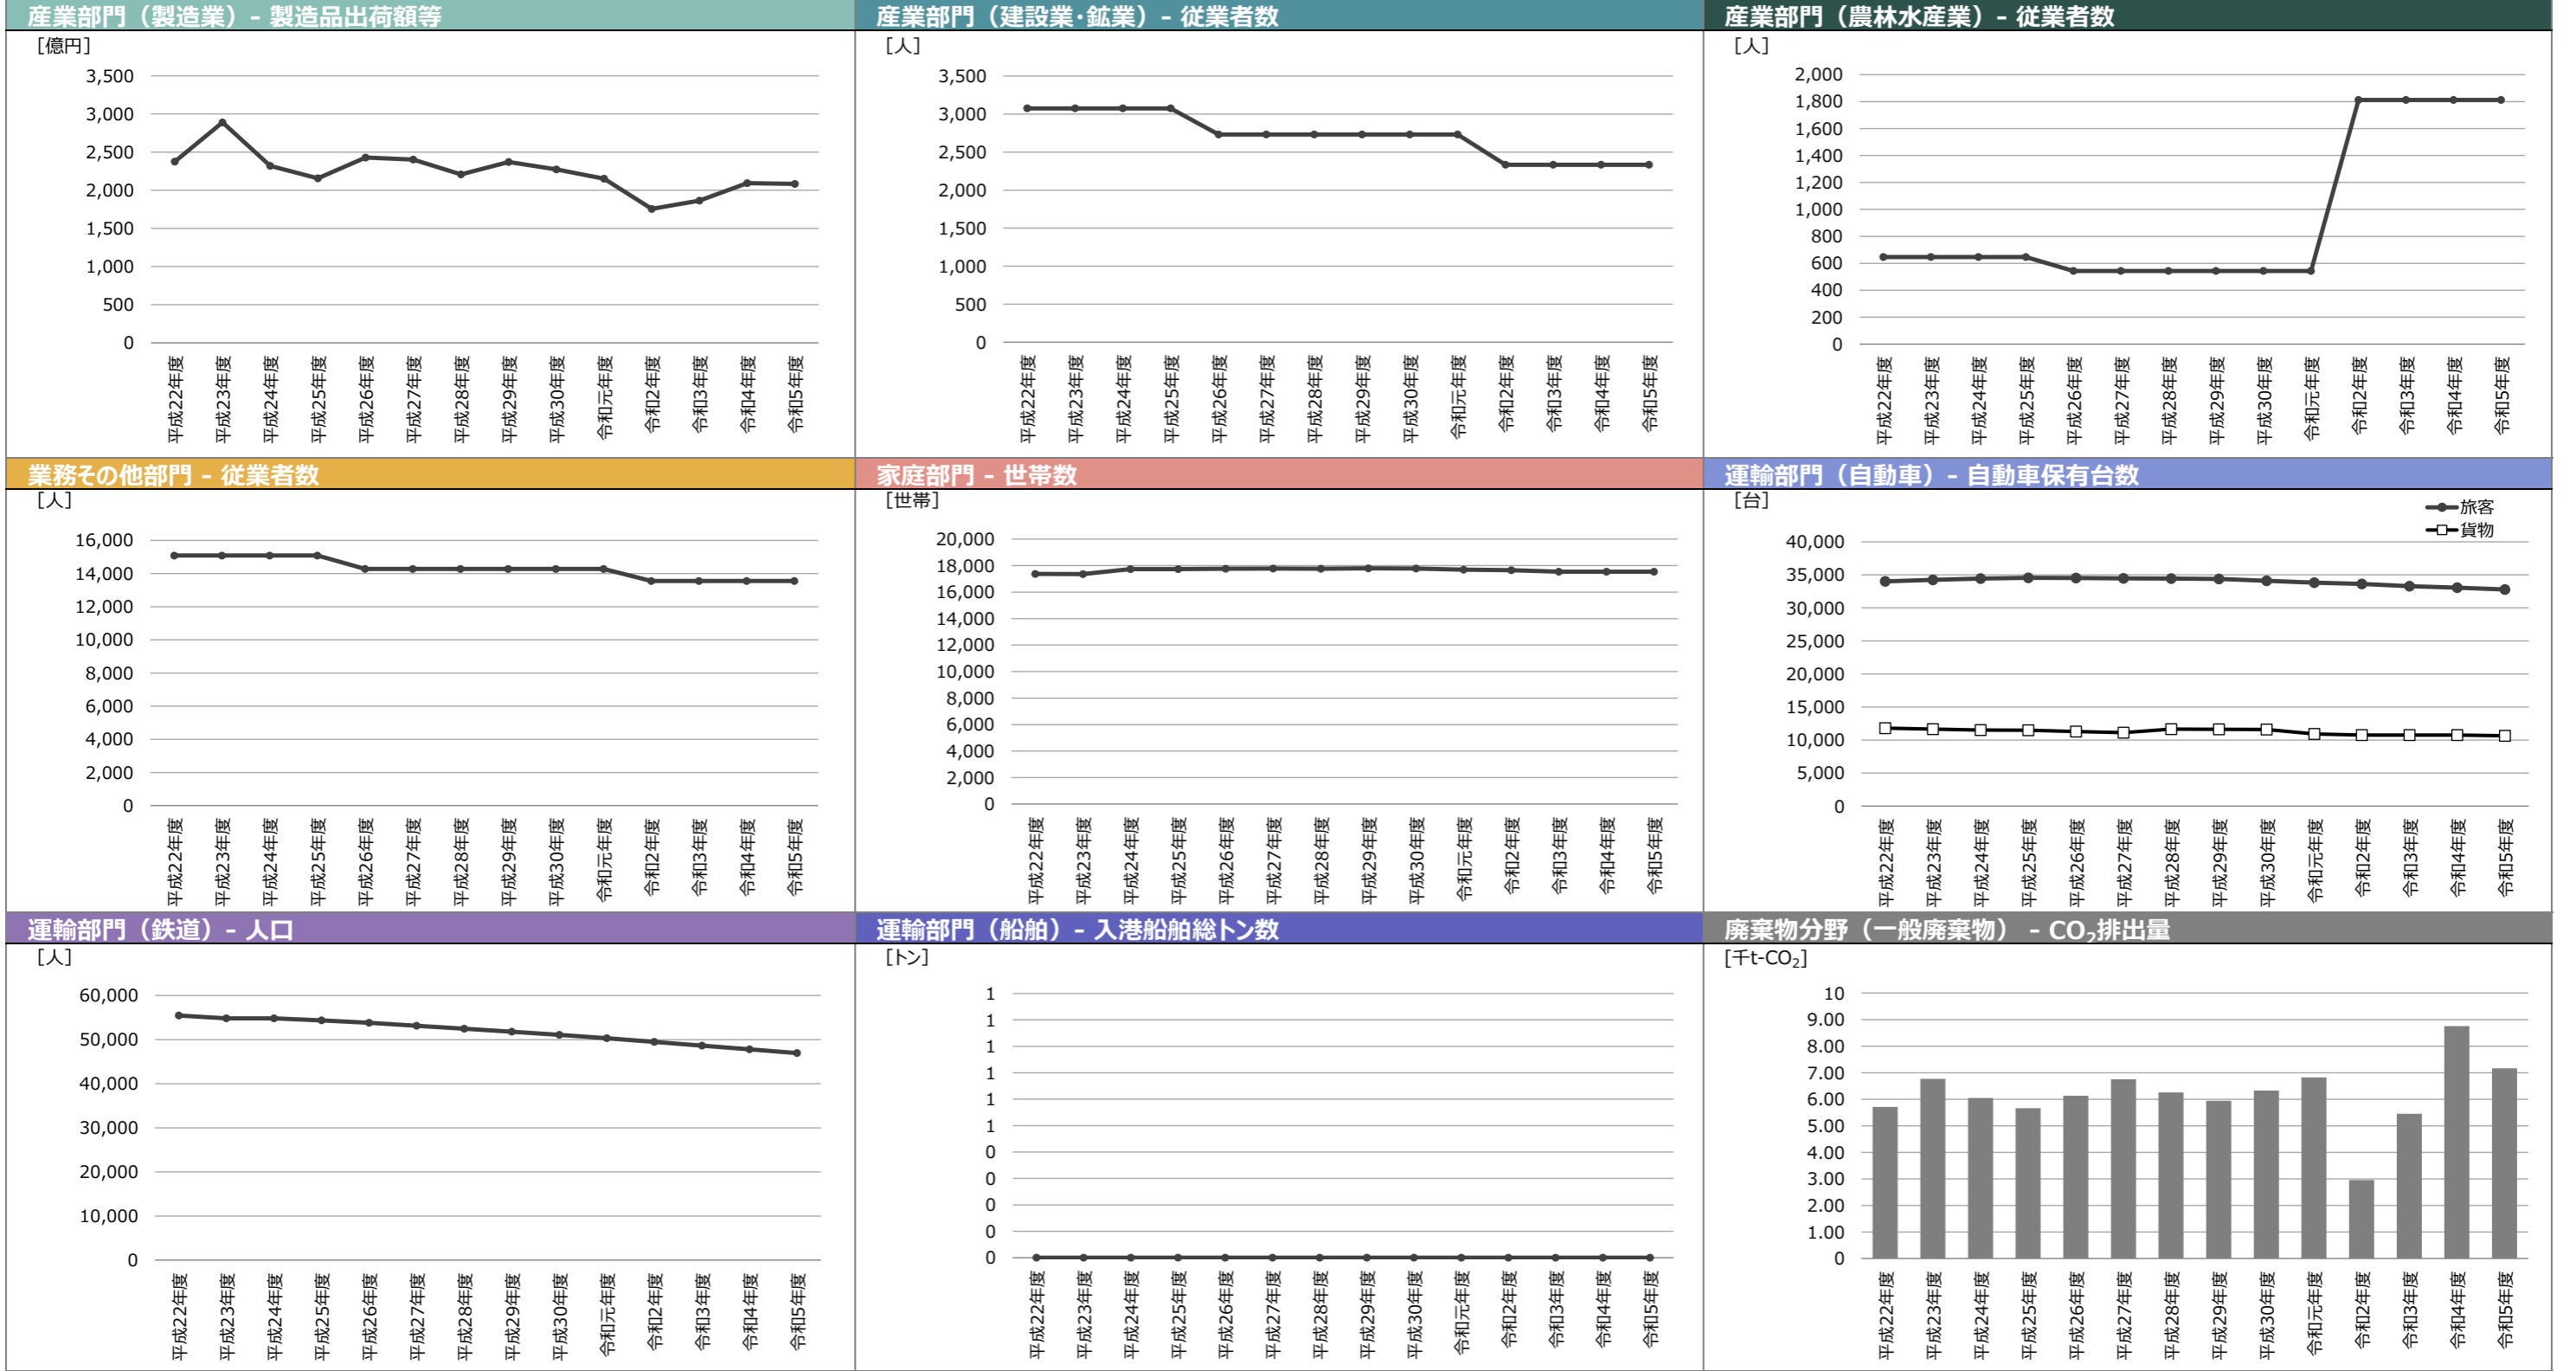 産業部門（製造業）- 製造品出荷額等
[億円]
3,500
3,000
2,500
2,000
1,500
1,000
500
0
平成22年度
平成23年度
平成24年度
平成25年度
平成26年度
平成27年度
平成28年度
平成29年度
平成30年度
令和元年度
令和2年度
令和3年度
令和4年度
令和5年度
産業部門（建設業･鉱業）- 従業者数
[人]
3,500
3,000
2,500
2,000
1,500
1,000
500
0
平成22年度
平成23年度
平成24年度
平成25年度
平成26年度
平成27年度
平成28年度
平成29年度
平成30年度
令和元年度
令和2年度
令和3年度
令和4年度
令和5年度
産業部門（農林水産業）- 従業者数
[人]
2,000
1,800
1,600
1,400
1,200
1,000
800
600
400
200
0
平成22年度
平成23年度
平成24年度
平成25年度
平成26年度
平成27年度
平成28年度
平成29年度
平成30年度
令和元年度
令和2年度
令和3年度
令和4年度
令和5年度
業務その他部門 - 従業者数
[人]
16,000
14,000
12,000
10,000
8,000
6,000
4,000
2,000
0
平成22年度
平成23年度
平成24年度
平成25年度
平成26年度
平成27年度
平成28年度
平成29年度
平成30年度
令和元年度
令和2年度
令和3年度
令和4年度
令和5年度
家庭部門 - 世帯数
[世帯]
20,000
18,000
16,000
14,000
12,000
10,000
8,000
6,000
4,000
2,000
0
平成22年度
平成23年度
平成24年度
平成25年度
平成26年度
平成27年度
平成28年度
平成29年度
平成30年度
令和元年度
令和2年度
令和3年度
令和4年度
令和5年度
運輸部門（自動車）- 自動車保有台数
[台]
旅客
貨物
40,000
35,000
30,000
25,000
20,000
15,000
10,000
5,000
0
平成22年度
平成23年度
平成24年度
平成25年度
平成26年度
平成27年度
平成28年度
平成29年度
平成30年度
令和元年度
令和2年度
令和3年度
令和4年度
令和5年度
運輸部門（鉄道）- 人口
[人]
60,000
50,000
40,000
30,000
20,000
10,000
0
平成22年度
平成23年度
平成24年度
平成25年度
平成26年度
平成27年度
平成28年度
平成29年度
平成30年度
令和元年度
令和2年度
令和3年度
令和4年度
令和5年度
運輸部門（船舶）- 入港船舶総トン数
[トン]
1
1
1
1
1
1
0
0
0
0
0
平成22年度
平成23年度
平成24年度
平成25年度
平成26年度
平成27年度
平成28年度
平成29年度
平成30年度
令和元年度
令和2年度
令和3年度
令和4年度
令和5年度
廃棄物分野（一般廃棄物） - CO₂排出量
[千t-CO₂]
10
9.00
8.00
7.00
6.00
5.00
4.00
3.00
2.00
1.00
0
平成22年度
平成23年度
平成24年度
平成25年度
平成26年度
平成27年度
平成28年度
平成29年度
平成30年度
令和元年度
令和2年度
令和3年度
令和4年度
令和5年度